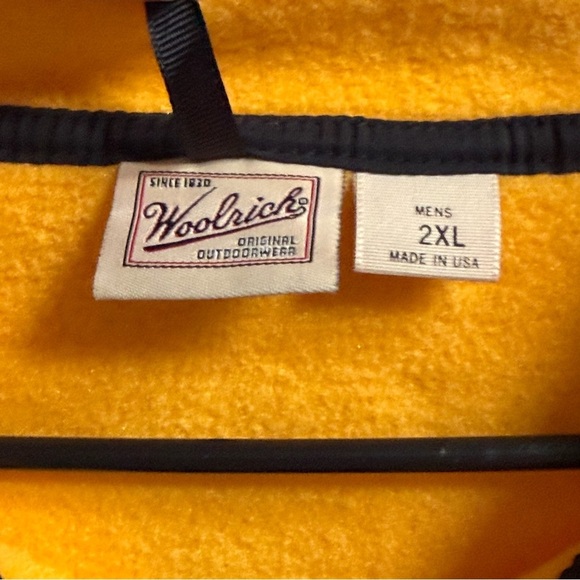 SINCE 1830
Woolrich®
ORIGINAL
OUTDOORWEAR
MENS
2XL
MADE IN USA